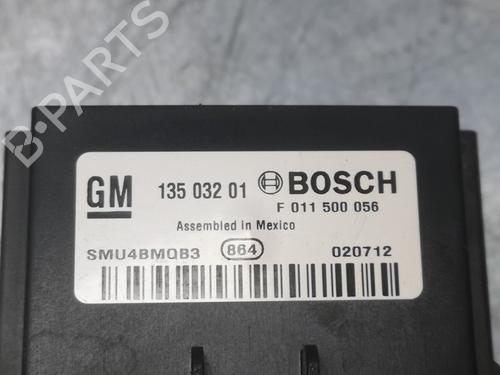 B-PARTS
GM 135 032 01 BOSCH
F 011 500 056
Assembled in Mexico
SMU4BMQB3 864 020712